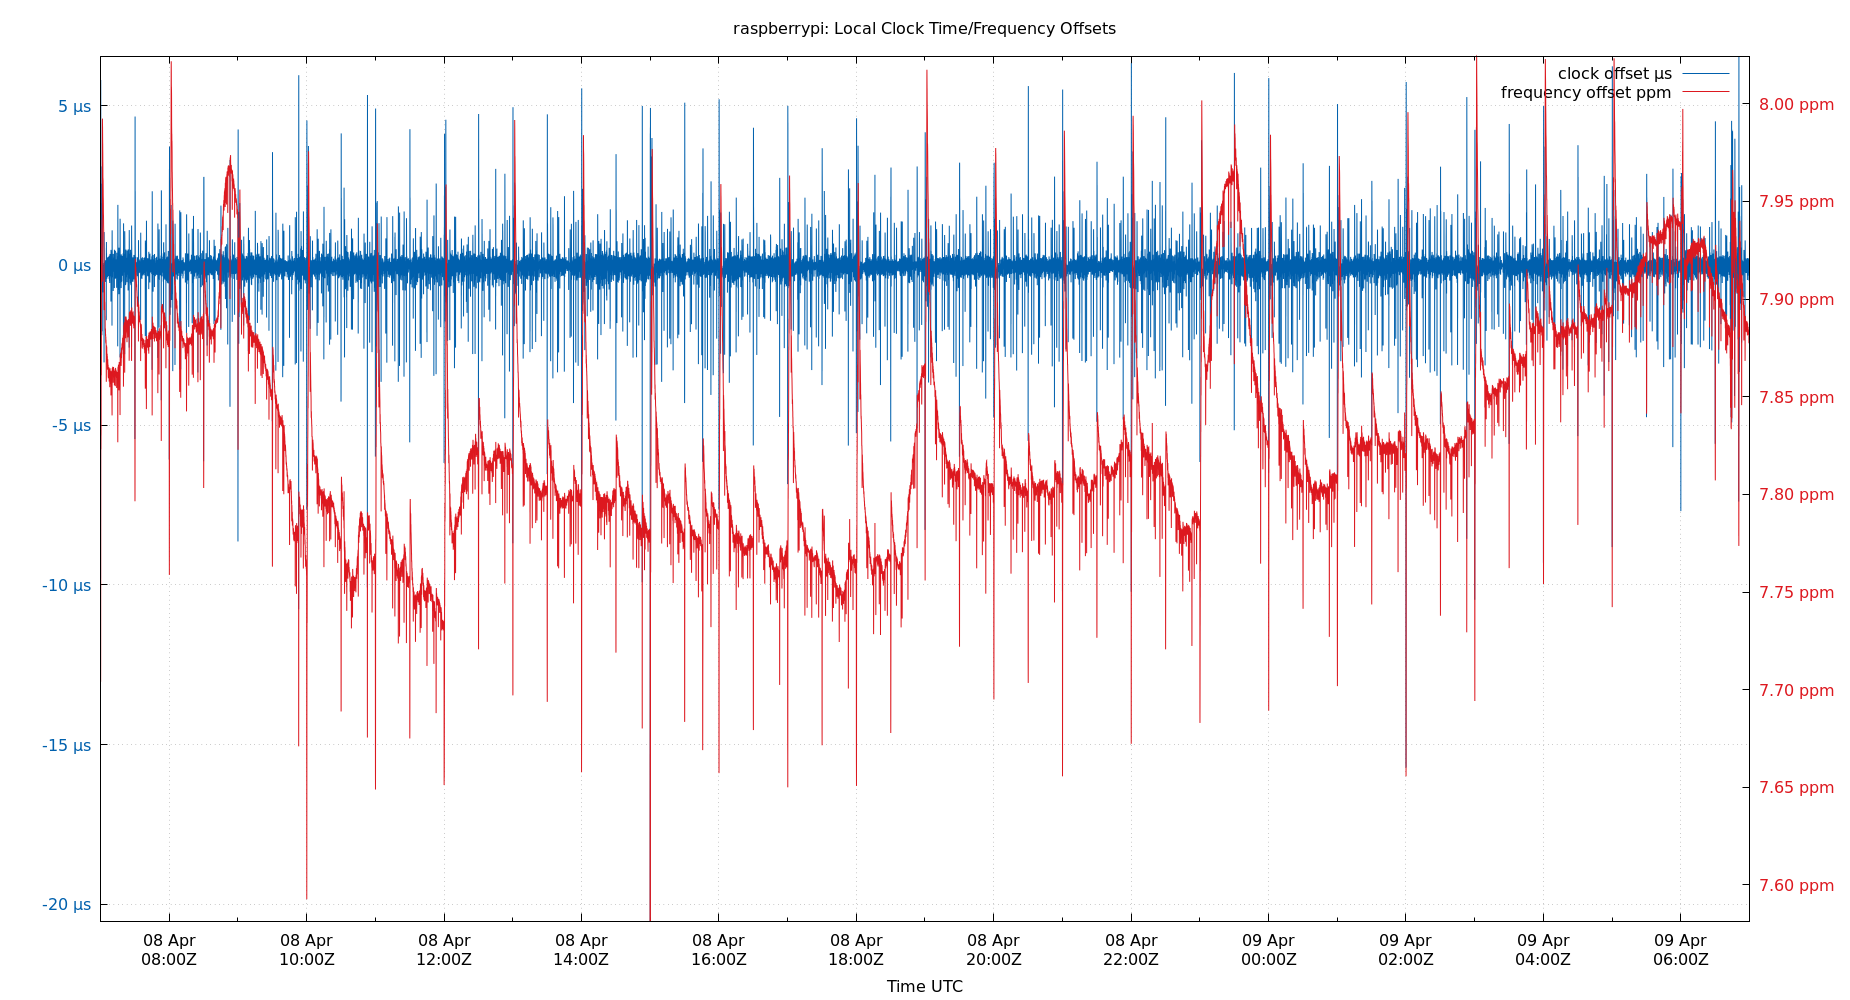 raspberrypi: Local Clock Time/Frequency Offsets
clock offset μs
frequency offset ppm
5 μs
0 μs
-5 μs
-10 μs
-15 μs
-20 μs
8.00 ppm
7.95 ppm
7.90 ppm
7.85 ppm
7.80 ppm
7.75 ppm
7.70 ppm
7.65 ppm
7.60 ppm
08 Apr 08 Apr 08 Apr 08 Apr 08 Apr 08 Apr 08 Apr 08 Apr 09 Apr 09 Apr 09 Apr 09 Apr
08:00Z 10:00Z 12:00Z 14:00Z 16:00Z 18:00Z 20:00Z 22:00Z 00:00Z 02:00Z 04:00Z 06:00Z
Time UTC